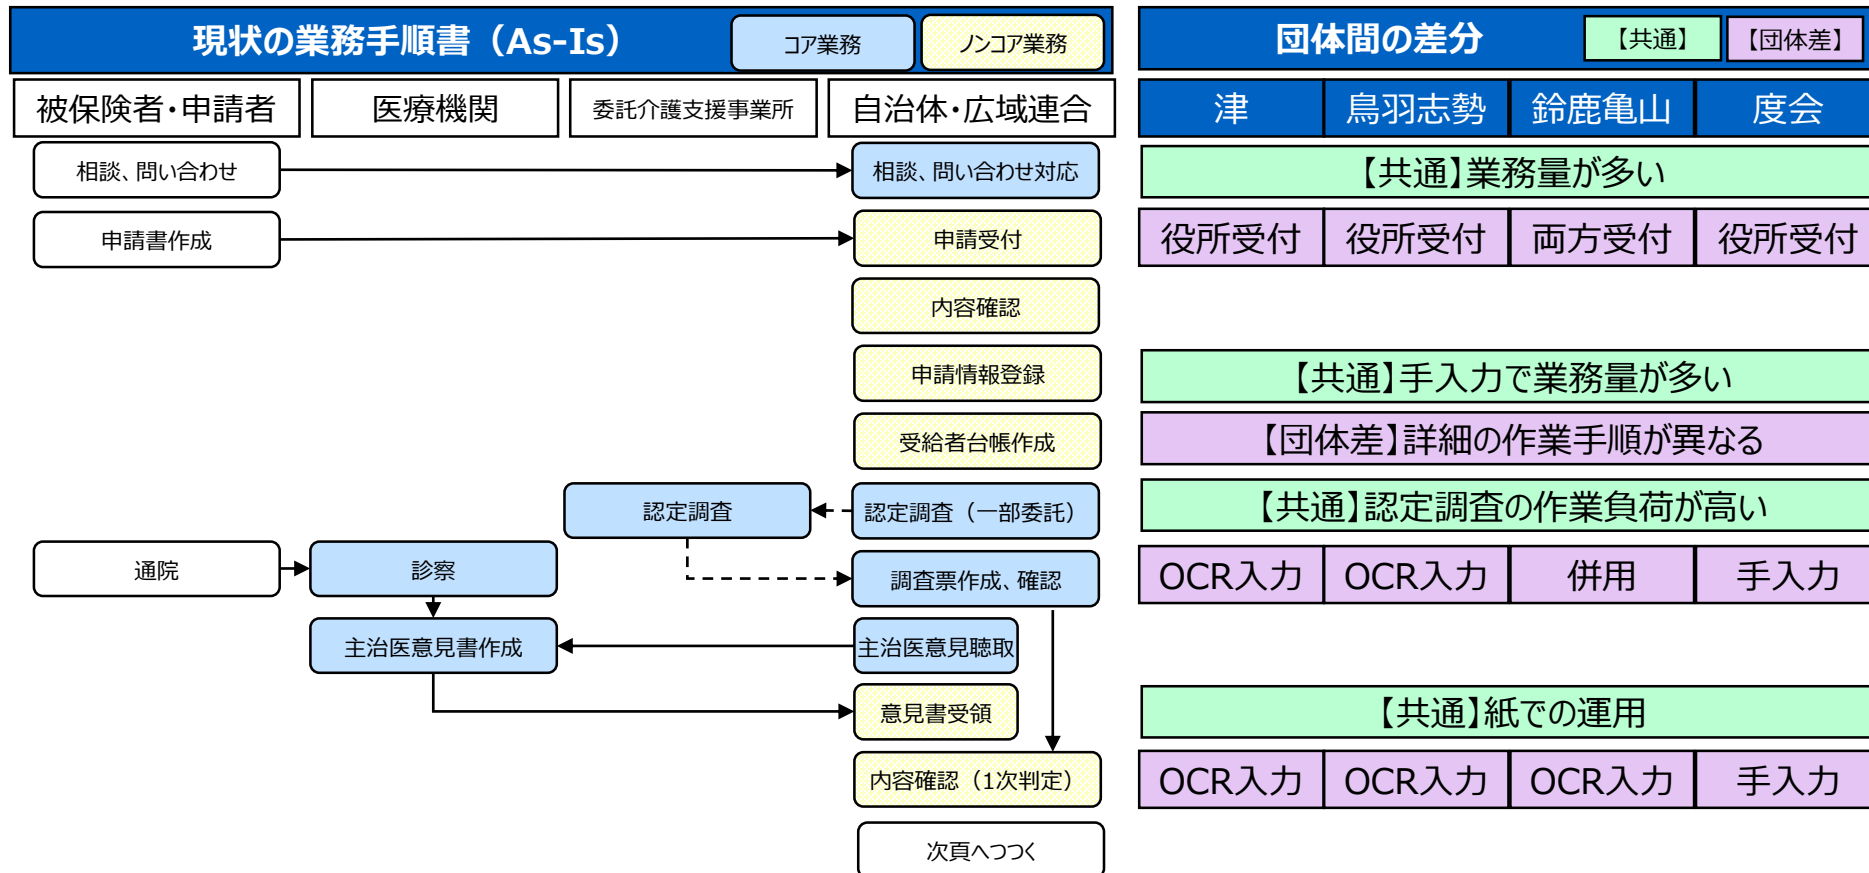 現状の業務手順書（As-Is）
コア業務
ノンコア業務
団体間の差分
【共通】
【団体差】
被保険者・申請者
医療機関
委託介護支援事業所
自治体・広域連合
津
鳥羽志勢
鈴鹿亀山
度会
相談、問い合わせ
相談、問い合わせ対応
【共通】業務量が多い
申請書作成
申請受付
役所受付
役所受付
両方受付
役所受付
内容確認
申請情報登録
【共通】手入力で業務量が多い
受給者台帳作成
【団体差】詳細の作業手順が異なる
認定調査
認定調査（一部委託）
【共通】認定調査の作業負荷が高い
通院
診察
調査票作成、確認
OCR入力
OCR入力
併用
手入力
主治医意見書作成
主治医意見聴取
意見書受領
【共通】紙での運用
内容確認（1次判定）
OCR入力
OCR入力
OCR入力
手入力
次頁へつつく